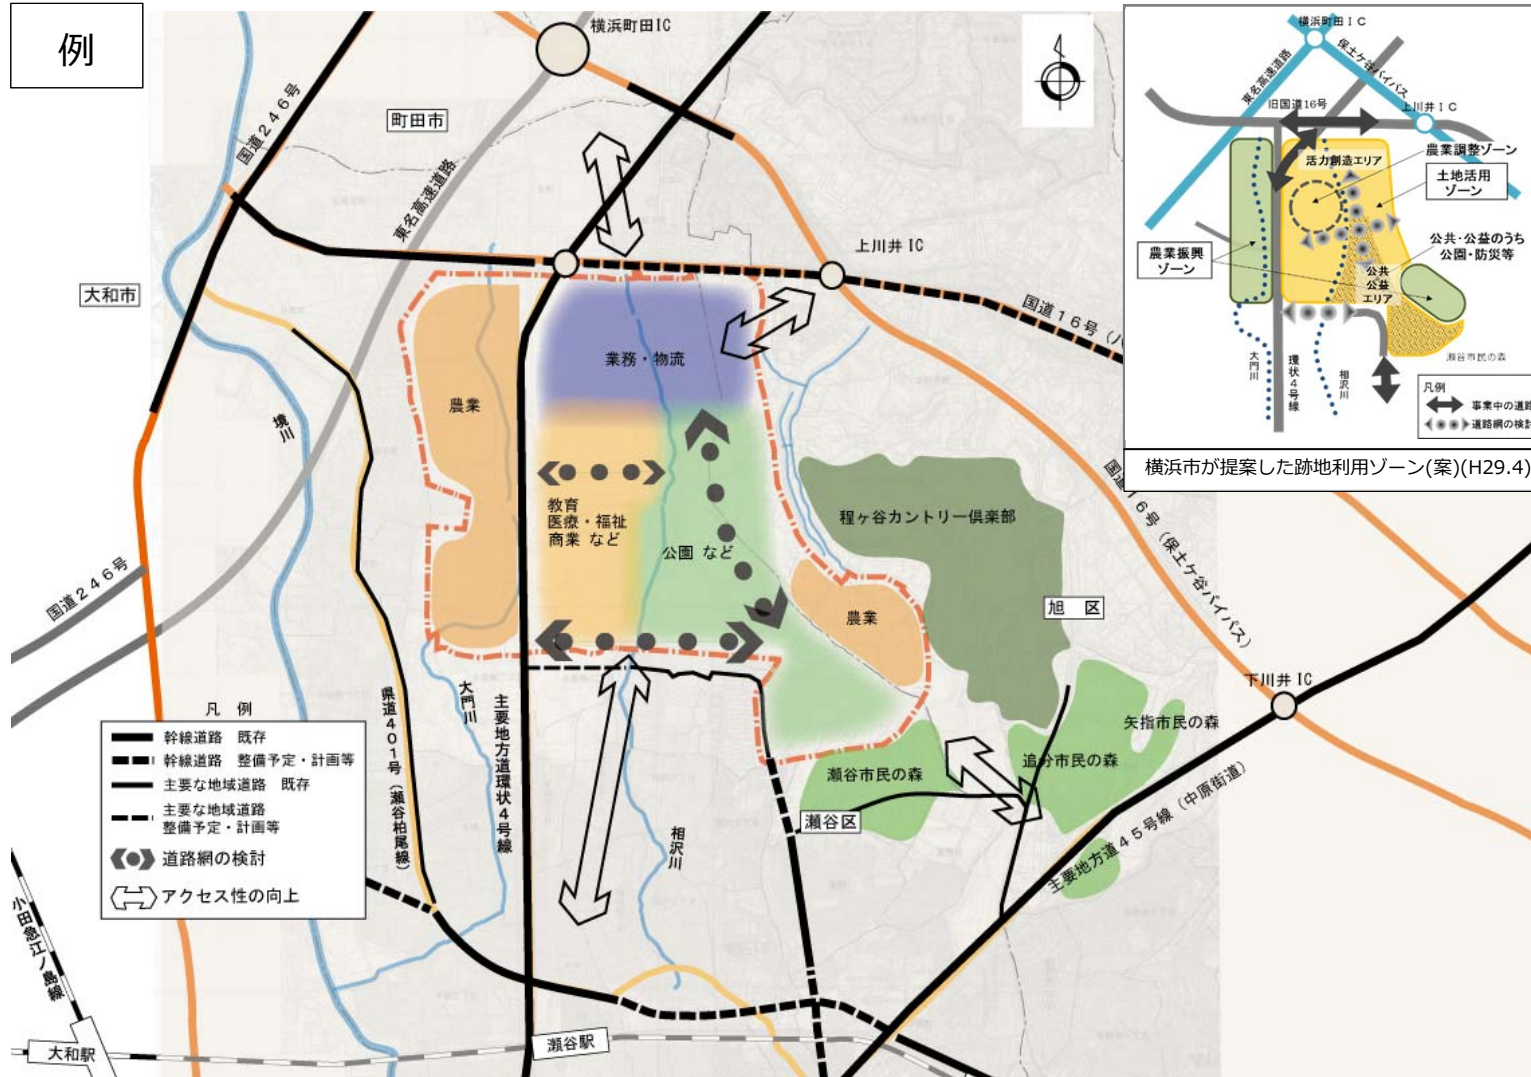 例
横浜町田IC
国道246号
町田市
東名高速道路
上川井 IC
大和市
国道16号（八
業務・物流
農業
境川
教育
医療・福祉
商業 など
公園 など
程ヶ谷カントリー倶楽部
国道16号（保土ヶ谷バイパス）
国道246号
農業
旭 区
下川井 IC
県道401号（瀬谷柏尾線）
大門川
主要地方道環状4号線
矢指市民の森
追分市民の森
瀬谷市民の森
瀬谷区
相沢川
主要地方道45号線（中原街道）
小田急江ノ島線
大和駅
瀬谷駅
凡 例
幹線道路 既存
幹線道路 整備予定・計画等
主要な地域道路 既存
主要な地域道路
整備予定・計画等
道路網の検討
アクセス性の向上
横浜町田IC
東名高速道路
保土ケ谷バイパス
旧国道16号
上川井IC
農業調整ゾーン
活力創造エリア
土地活用
ゾーン
農業振興
ゾーン
公共・公益のうち
公園・防災等
公共
公益
エリア
瀬谷市民の森
大門川
環状4号線
相沢川
凡例
事業中の道路
道路網の検討
横浜市が提案した跡地利用ゾーン(案)(H29.4)